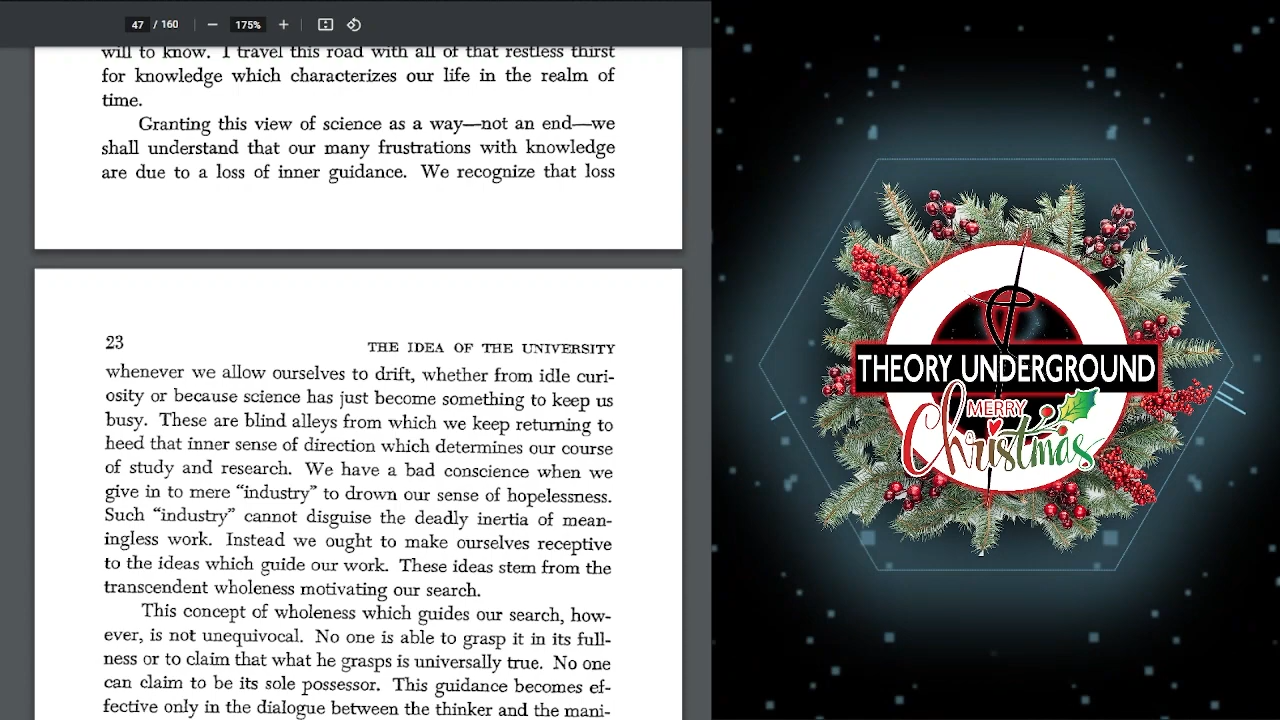 47 / 160
175%
will to know. I travel this road with all of that restless thirst
for knowledge which characterizes our life in the realm of
time.
Granting this view of science as a way—not an end—we
shall understand that our many frustrations with knowledge
are due to a loss of inner guidance. We recognize that loss
23
THE IDEA OF THE UNIVERSITY
whenever we allow ourselves to drift, whether from idle curi-
osity or because science has just become something to keep us
busy. These are blind alleys from which we keep returning to
heed that inner sense of direction which determines our course
of study and research. We have a bad conscience when we
give in to mere “industry” to drown our sense of hopelessness.
Such “industry” cannot disguise the deadly inertia of mean-
ingless work. Instead we ought to make ourselves receptive
to the ideas which guide our work. These ideas stem from the
transcendent wholeness motivating our search.
This concept of wholeness which guides our search, how-
ever, is not unequivocal. No one is able to grasp it in its full-
ness or to claim that what he grasps is universally true. No one
can claim to be its sole possessor. This guidance becomes ef-
fective only in the dialogue between the thinker and the mani-
THEORY UNDERGROUND
MERRY
Christmas